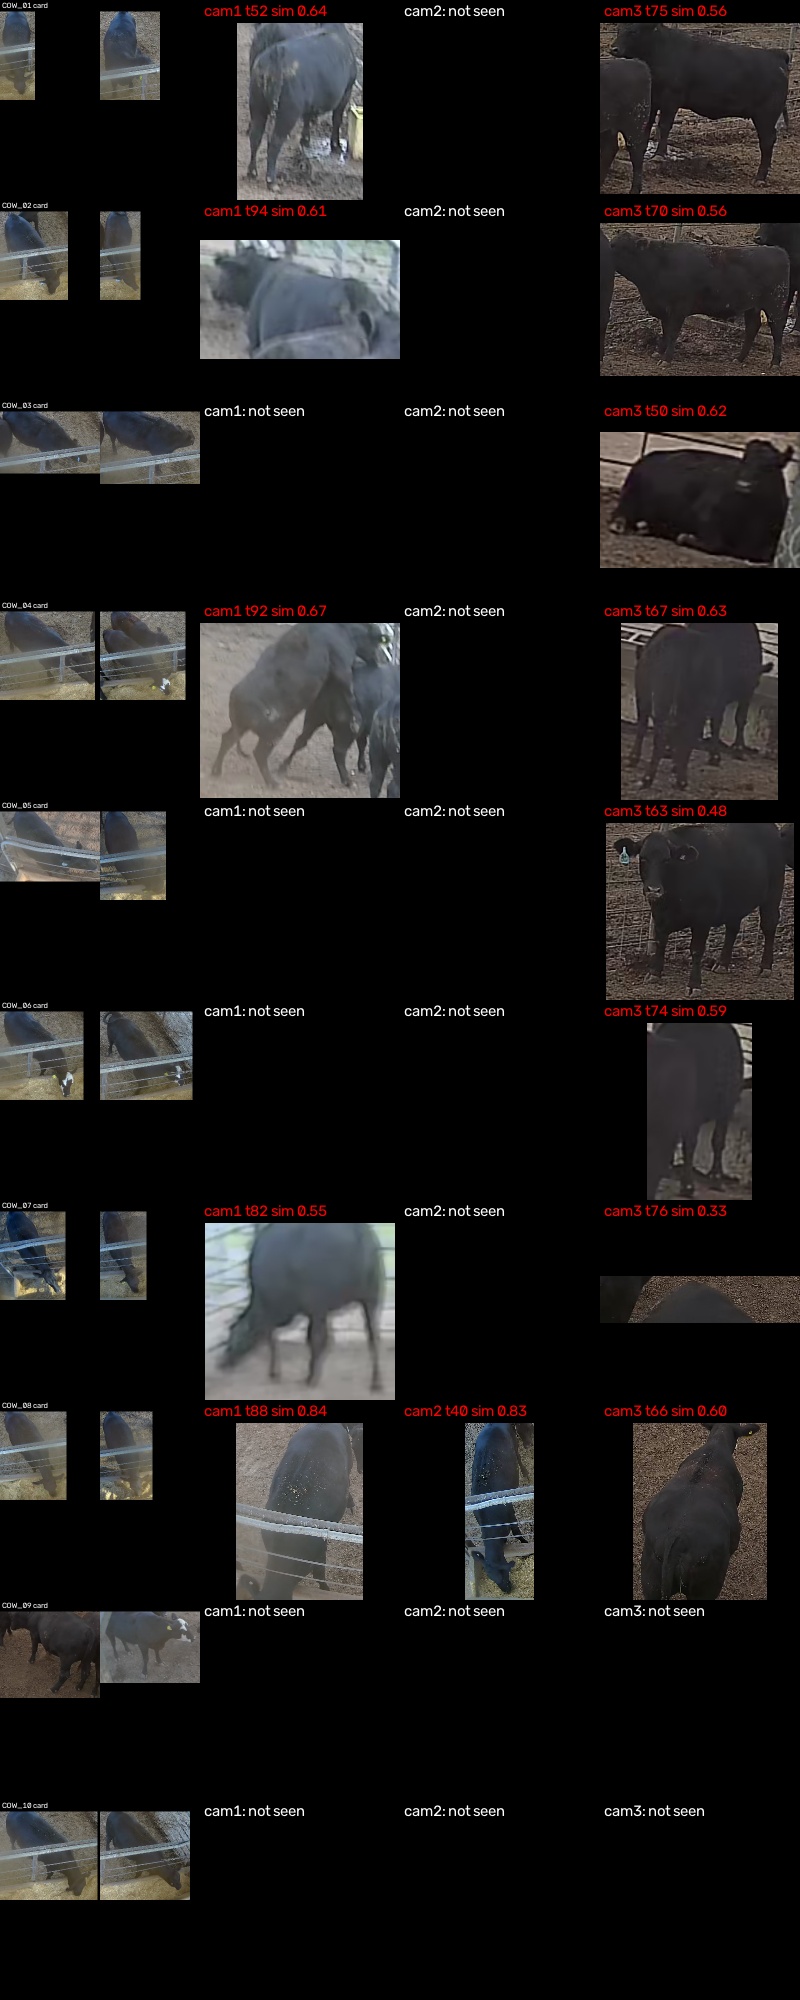 COW_01 card
cam1 t52 sim 0.64
cam2: not seen
cam3 t75 sim 0.56
COW_02 card
cam1 t94 sim 0.61
cam2: not seen
cam3 t70 sim 0.56
COW_03 card
cam1: not seen
cam2: not seen
cam3 t50 sim 0.62
COW_04 card
cam1 t92 sim 0.67
cam2: not seen
cam3 t67 sim 0.63
COW_05 card
cam1: not seen
cam2: not seen
cam3 t63 sim 0.48
COW_06 card
cam1: not seen
cam2: not seen
cam3 t74 sim 0.59
COW_07 card
cam1 t82 sim 0.55
cam2: not seen
cam3 t76 sim 0.33
COW_08 card
cam1 t88 sim 0.84
cam2 t40 sim 0.83
cam3 t66 sim 0.60
COW_09 card
cam1: not seen
cam2: not seen
cam3: not seen
COW_10 card
cam1: not seen
cam2: not seen
cam3: not seen